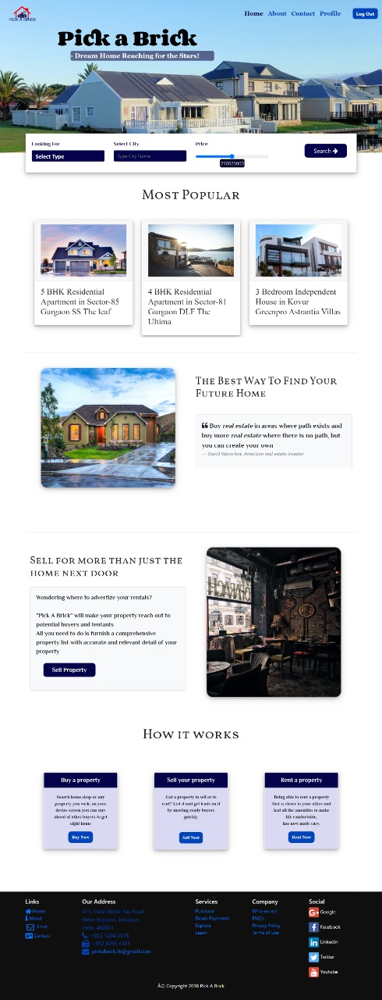 PICK A BRICK
Home About Contact Profile Log Out
Pick a Brick
- Dream Home Reaching for the Stars!
Looking For
Select Type
Select City
Type City Name
Price
250025000
Search
Most Popular
5 BHK Residential
Apartment in Sector-85
Gurgaon SS The leaf
4 BHK Residential
Apartment in Sector-81
Gurgaon DLF The
Ultima
3 Bedroom Independent
House in Kovur
Greenpro Astrantia Villas
The Best Way To Find Your
Future Home
Buy real estate in areas where path exists and
buy more real estate where there is no path, but
you can create your own
— David Waronker, American real estate investor
Sell for more than just the
home next door
Wondering where to advertize your rentals?
"Pick A Brick" will make your property reach out to
potential buyers and tentants
All you need to do is furnish a comprehensive
property list with accurate and relevant detail of your
property
Sell Property
How it works
Buy a property
Search home,shop or any
property you wish, on your
device screen you can stay
ahead of other buyers to get
right home
Buy Now
Sell your property
Got a property to sell or to
rent? List it and get leads on it
by meeting ready buyers
quickly.
Sell Now
Rent a property
Being able to rent a property
that is closer to your office and
had all the amenities to make
life comfortable,
has now made easy.
Rent Now
Links
Home
About
Email
Contact
Our Address
121, Clear Water Bay Road
India, 482001
+852 1234 5678
+852 8765 4321
pickabrick.tk@gmail.com
Services
Purchase
Down Payments
Explore
Learn
Company
Who we are
FAQ's
Privacy Policy
Terms of use
Social
Google
Facebook
Linkedin
Twitter
Youtube
Â© Copyright 2018 Pick A Brick